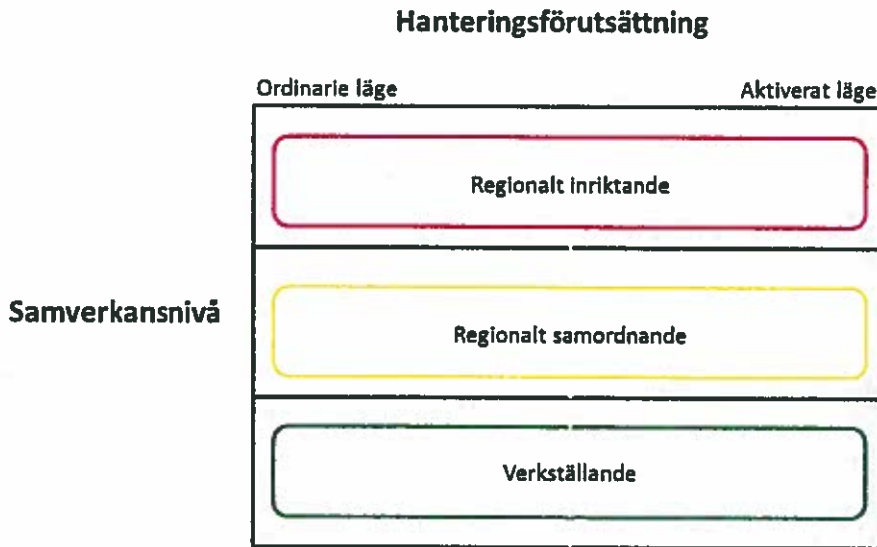 Hanteringsförutsättning
Ordinarie läge
Aktiverat läge
Regionalt inriktande
Samverkansnivå
Regionalt samordnande
Verkställande